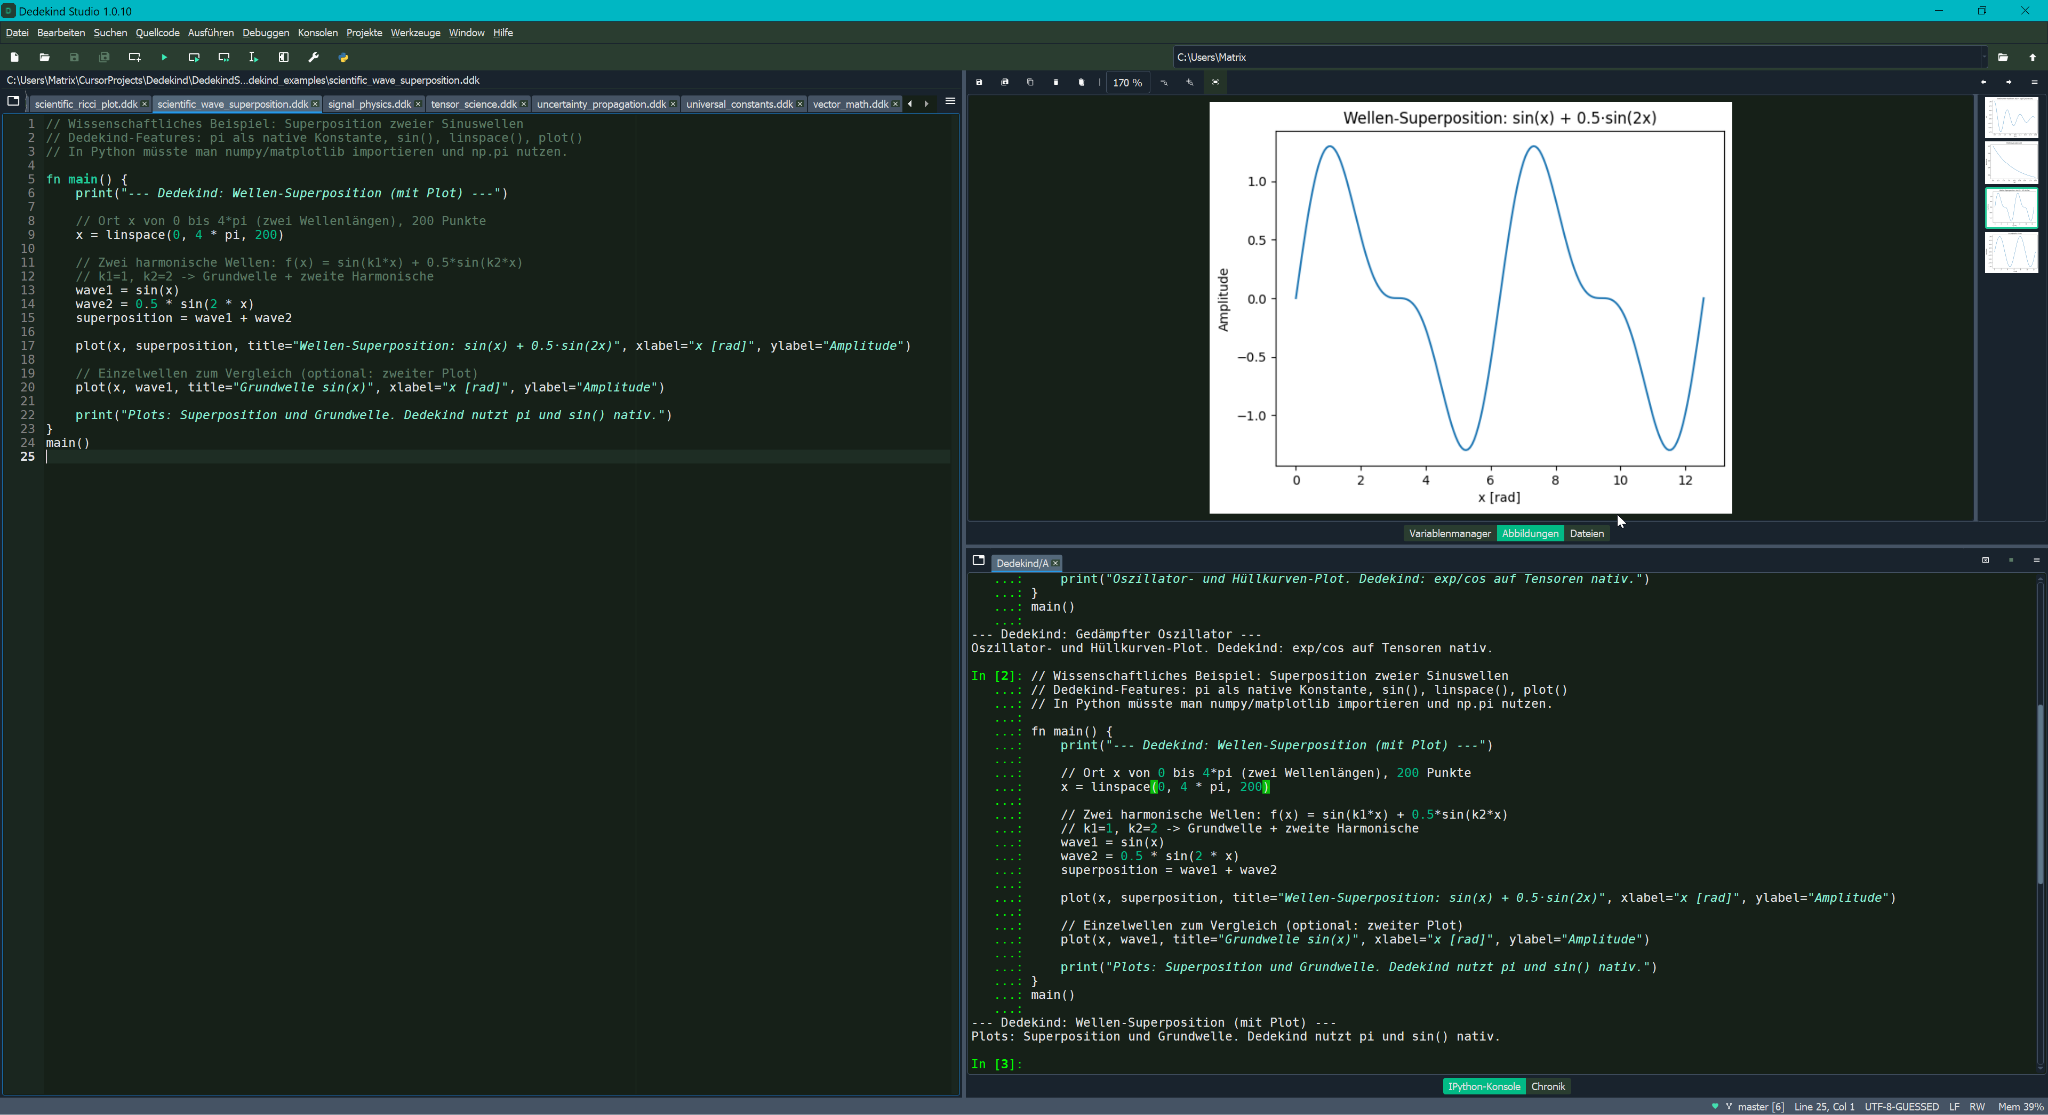 Dedekind Studio 1.0.10
Datei Bearbeiten Suchen Quellcode Ausführen Debuggen Konsolen Projekte Werkzeuge Window Hilfe
C:\Users\Matrix
C:\Users\Matrix\CursorProjects\Dedekind\DedekindS...dekind_examples\scientific_wave_superposition.ddk
scientific_ricci_plot.ddk scientific_wave_superposition.ddk signal_physics.ddk tensor_science.ddk uncertainty_propagation.ddk universal_constants.ddk vector_math.ddk
1 // Wissenschaftliches Beispiel: Superposition zweier Sinuswellen
2 // Dedekind-Features: pi als native Konstante, sin(), linspace(), plot()
3 // In Python müsste man numpy/matplotlib importieren und np.pi nutzen.
4
5 fn main() {
6     print("--- Dedekind: Wellen-Superposition (mit Plot) ---")
7
8     // Ort x von 0 bis 4*pi (zwei Wellenlängen), 200 Punkte
9     x = linspace(0, 4 * pi, 200)
10
11     // Zwei harmonische Wellen: f(x) = sin(k1*x) + 0.5*sin(k2*x)
12     // k1=1, k2=2 -> Grundwelle + zweite Harmonische
13     wave1 = sin(x)
14     wave2 = 0.5 * sin(2 * x)
15     superposition = wave1 + wave2
16
17     plot(x, superposition, title="Wellen-Superposition: sin(x) + 0.5·sin(2x)", xlabel="x [rad]", ylabel="Amplitude")
18
19     // Einzelwellen zum Vergleich (optional: zweiter Plot)
20     plot(x, wave1, title="Grundwelle sin(x)", xlabel="x [rad]", ylabel="Amplitude")
21
22     print("Plots: Superposition und Grundwelle. Dedekind nutzt pi und sin() nativ.")
23 }
24 main()
25
170 %
Wellen-Superposition: sin(x) + 0.5·sin(2x)
1.0
0.5
0.0
−0.5
−1.0
Amplitude
0 2 4 6 8 10 12
x [rad]
Variablenmanager Abbildungen Dateien
Dedekind/A
...:     print("Oszillator- und Hüllkurven-Plot. Dedekind: exp/cos auf Tensoren nativ.")
...: }
...: main()
...:
--- Dedekind: Gedämpfter Oszillator ---
Oszillator- und Hüllkurven-Plot. Dedekind: exp/cos auf Tensoren nativ.
In [2]: // Wissenschaftliches Beispiel: Superposition zweier Sinuswellen
...: // Dedekind-Features: pi als native Konstante, sin(), linspace(), plot()
...: // In Python müsste man numpy/matplotlib importieren und np.pi nutzen.
...:
...: fn main() {
...:     print("--- Dedekind: Wellen-Superposition (mit Plot) ---")
...:
...:     // Ort x von 0 bis 4*pi (zwei Wellenlängen), 200 Punkte
...:     x = linspace(0, 4 * pi, 200)
...:
...:     // Zwei harmonische Wellen: f(x) = sin(k1*x) + 0.5*sin(k2*x)
...:     // k1=1, k2=2 -> Grundwelle + zweite Harmonische
...:     wave1 = sin(x)
...:     wave2 = 0.5 * sin(2 * x)
...:     superposition = wave1 + wave2
...:
...:     plot(x, superposition, title="Wellen-Superposition: sin(x) + 0.5·sin(2x)", xlabel="x [rad]", ylabel="Amplitude")
...:
...:     // Einzelwellen zum Vergleich (optional: zweiter Plot)
...:     plot(x, wave1, title="Grundwelle sin(x)", xlabel="x [rad]", ylabel="Amplitude")
...:
...:     print("Plots: Superposition und Grundwelle. Dedekind nutzt pi und sin() nativ.")
...: }
...: main()
...:
--- Dedekind: Wellen-Superposition (mit Plot) ---
Plots: Superposition und Grundwelle. Dedekind nutzt pi und sin() nativ.
In [3]:
IPython-Konsole Chronik
master [6] Line 25, Col 1 UTF-8-GUESSED LF RW Mem 39%